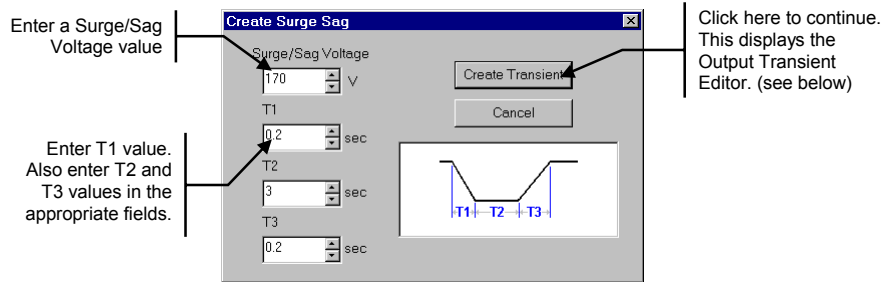 Enter a Surge/Sag
Voltage value
Enter T1 value.
Also enter T2 and
T3 values in the
appropriate fields.
Create Surge Sag
Surge/Sag Voltage
170 V
T1
0.2 sec
T2
3 sec
T3
0.2 sec
Create Transient
Cancel
T1 T2 T3
Click here to continue.
This displays the
Output Transient
Editor. (see below)